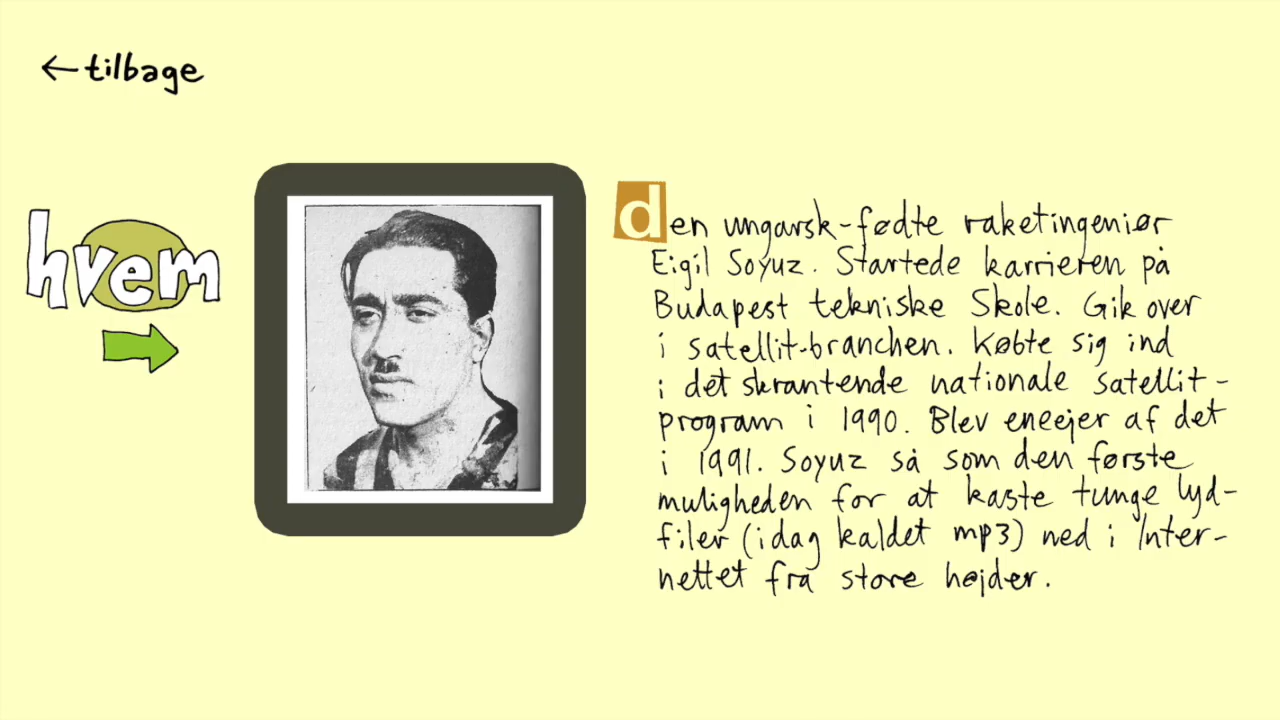 ← tilbage
hvem
den ungarsk-fødte raketingeniør
Eigil Soyuz. Startede karrieren på
Budapest tekniske Skole. Gik over
i satellit-branchen. Købte sig ind
i det skrantende nationale satellit-
program i 1990. Blev eneejer af det
i 1991. Soyuz så som den første
muligheden for at kaste tunge lyd-
filer (idag kaldet mp3) ned i Inter-
nettet fra store højder.